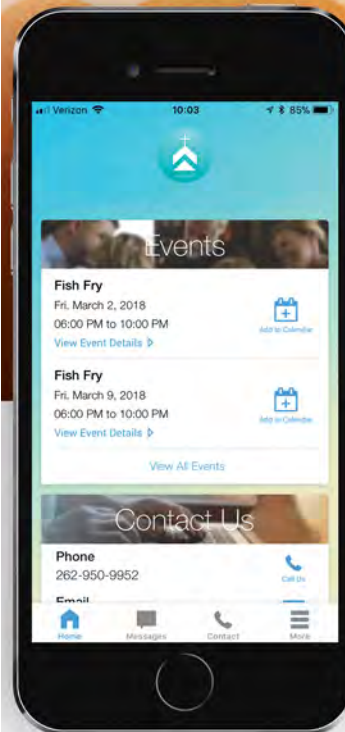 Verizon 10:03 85%
Events
Fish Fry
Fri. March 2, 2018
06:00 PM to 10:00 PM
Add to Calendar
View Event Details
Fish Fry
Fri. March 9, 2018
06:00 PM to 10:00 PM
Add to Calendar
View Event Details
View All Events
Contact Us
Phone
262-950-9952
Call Us
Email
Home Messages Contact More